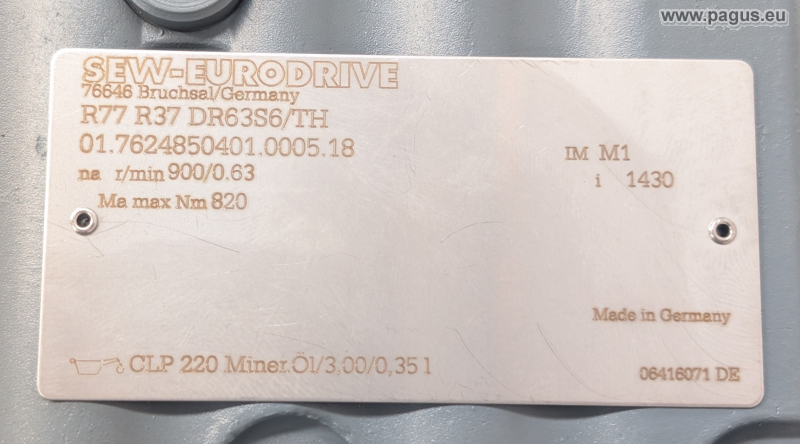 www.pagus.eu
SEW-EURODRIVE
76646 Bruchsal/Germany
R77 R37 DR63S6/TH
01.7624850401.0005.18
IM M1
na r/min 900/0.63
i 1430
Ma max Nm 820
Made in Germany
CLP 220 Miner.Öl/3,00/0,35 l
06416071 DE